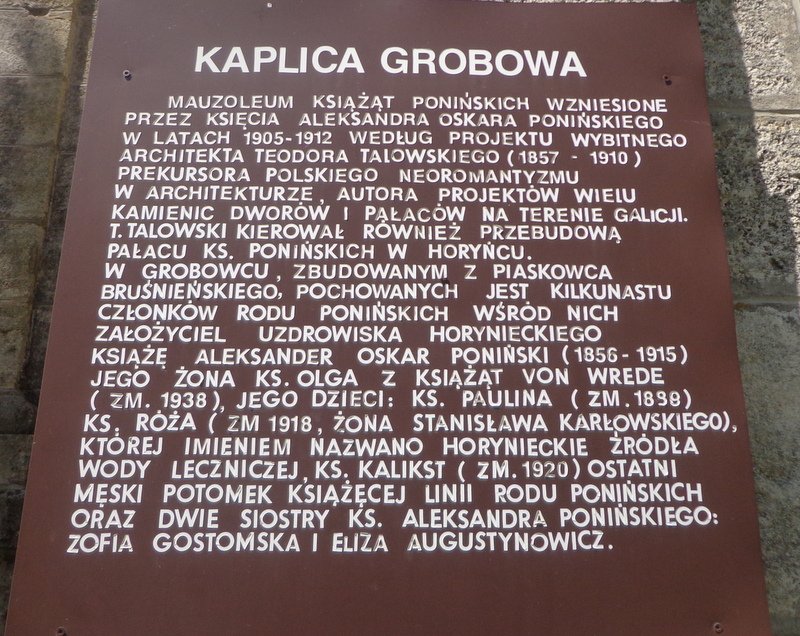 KAPLICA GROBOWA
MAUZOLEUM KSIĄŻĄT PONIŃSKICH WZNIESIONE
PRZEZ KSIĘCIA ALEKSANDRA OSKARA PONIŃSKIEGO
W LATACH 1905-1912 WEDŁUG PROJEKTU WYBITNEGO
ARCHITEKTA TEODORA TALOWSKIEGO (1857 - 1910)
PREKURSORA POLSKIEGO NEOROMANTYZMU
W ARCHITEKTURZE, AUTORA PROJEKTÓW WIELU
KAMIENIC DWORÓW I PAŁACÓW NA TERENIE GALICJI.
T. TALOWSKI KIEROWAŁ RÓWNIEŻ PRZEBUDOWĄ
PAŁACU KS. PONIŃSKICH W HORYŃCU.
W GROBOWCU, ZBUDOWANYM Z PIASKOWCA
BRUŚNIEŃSKIEGO, POCHOWANYCH JEST KILKUNASTU
CZŁONKÓW RODU PONIŃSKICH WŚRÓD NICH
ZAŁOŻYCIEL UZDROWISKA HORYNIECKIEGO
KSIĄŻĘ ALEKSANDER OSKAR PONIŃSKI (1856-1915)
JEGO ŻONA KS. OLGA Z KSIĄŻĄT VON WREDE
(ZM. 1938), JEGO DZIECI: KS. PAULINA (ZM. 1898)
KS. RÓŻA (ZM 1918, ŻONA STANISŁAWA KARŁOWSKIEGO),
KTÓREJ IMIENIEM NAZWANO HORYNIECKIE ŹRÓDŁA
WODY LECZNICZEJ, KS. KALIKST (ZM. 1920) OSTATNI
MĘSKI POTOMEK KSIĄŻĘCEJ LINII RODU PONIŃSKICH
ORAZ DWIE SIOSTRY KS. ALEKSANDRA PONIŃSKIEGO:
ZOFIA GOSTOMSKA I ELIZA AUGUSTYNOWICZ.